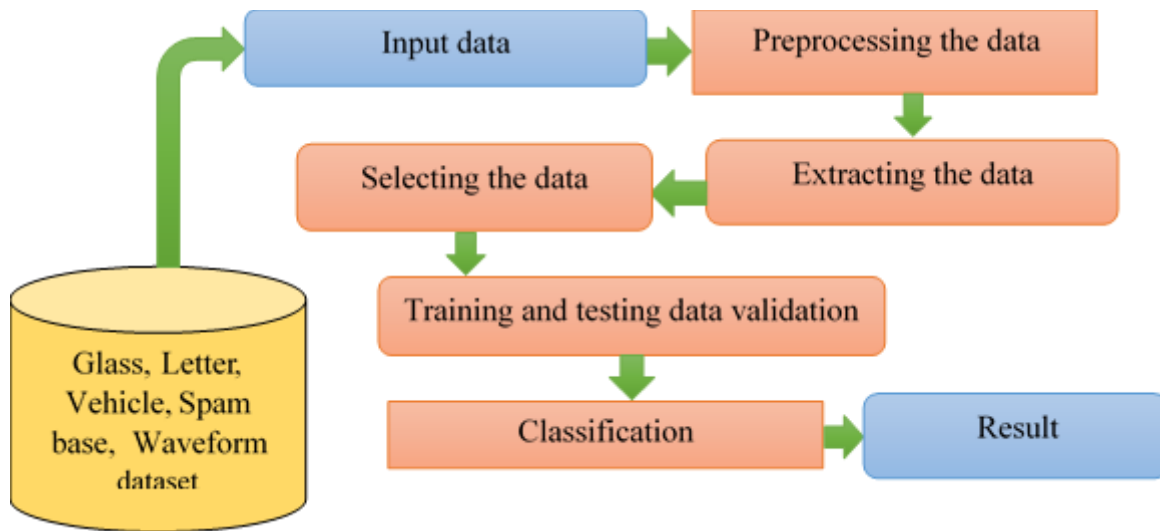 Input data
Preprocessing the data
Extracting the data
Selecting the data
Training and testing data validation
Classification
Result
Glass, Letter,
Vehicle, Spam
base, Waveform
dataset